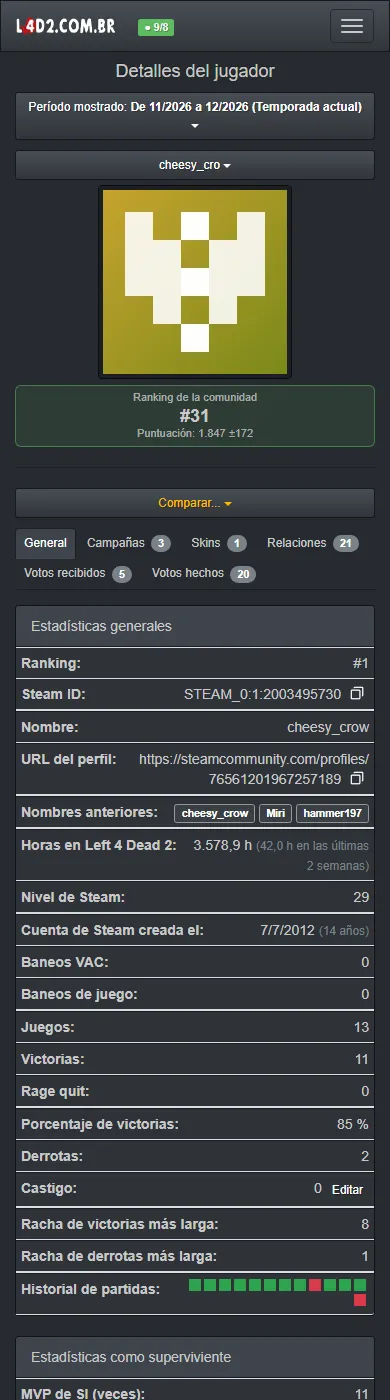 L4D2.COM.BR
● 9/8
Detalles del jugador
Período mostrado: De 11/2026 a 12/2026 (Temporada actual)
cheesy_cro
Ranking de la comunidad
#31
Puntuación: 1.847 ±172
Comparar...
General Campañas 3 Skins 1 Relaciones 21
Votos recibidos 5 Votos hechos 20
Estadísticas generales
Ranking: #1
Steam ID: STEAM_0:1:2003495730
Nombre: cheesy_crow
URL del perfil: https://steamcommunity.com/profiles/
76561201967257189
Nombres anteriores: cheesy_crow Miri hammer197
Horas en Left 4 Dead 2: 3.578,9 h (42,0 h en las últimas
2 semanas)
Nivel de Steam: 29
Cuenta de Steam creada el: 7/7/2012 (14 años)
Baneos VAC: 0
Baneos de juego: 0
Juegos: 13
Victorias: 11
Rage quit: 0
Porcentaje de victorias: 85 %
Derrotas: 2
Castigo: 0 Editar
Racha de victorias más larga: 8
Racha de derrotas más larga: 1
Historial de partidas:
Estadísticas como superviviente
MVP de SI (veces): 11